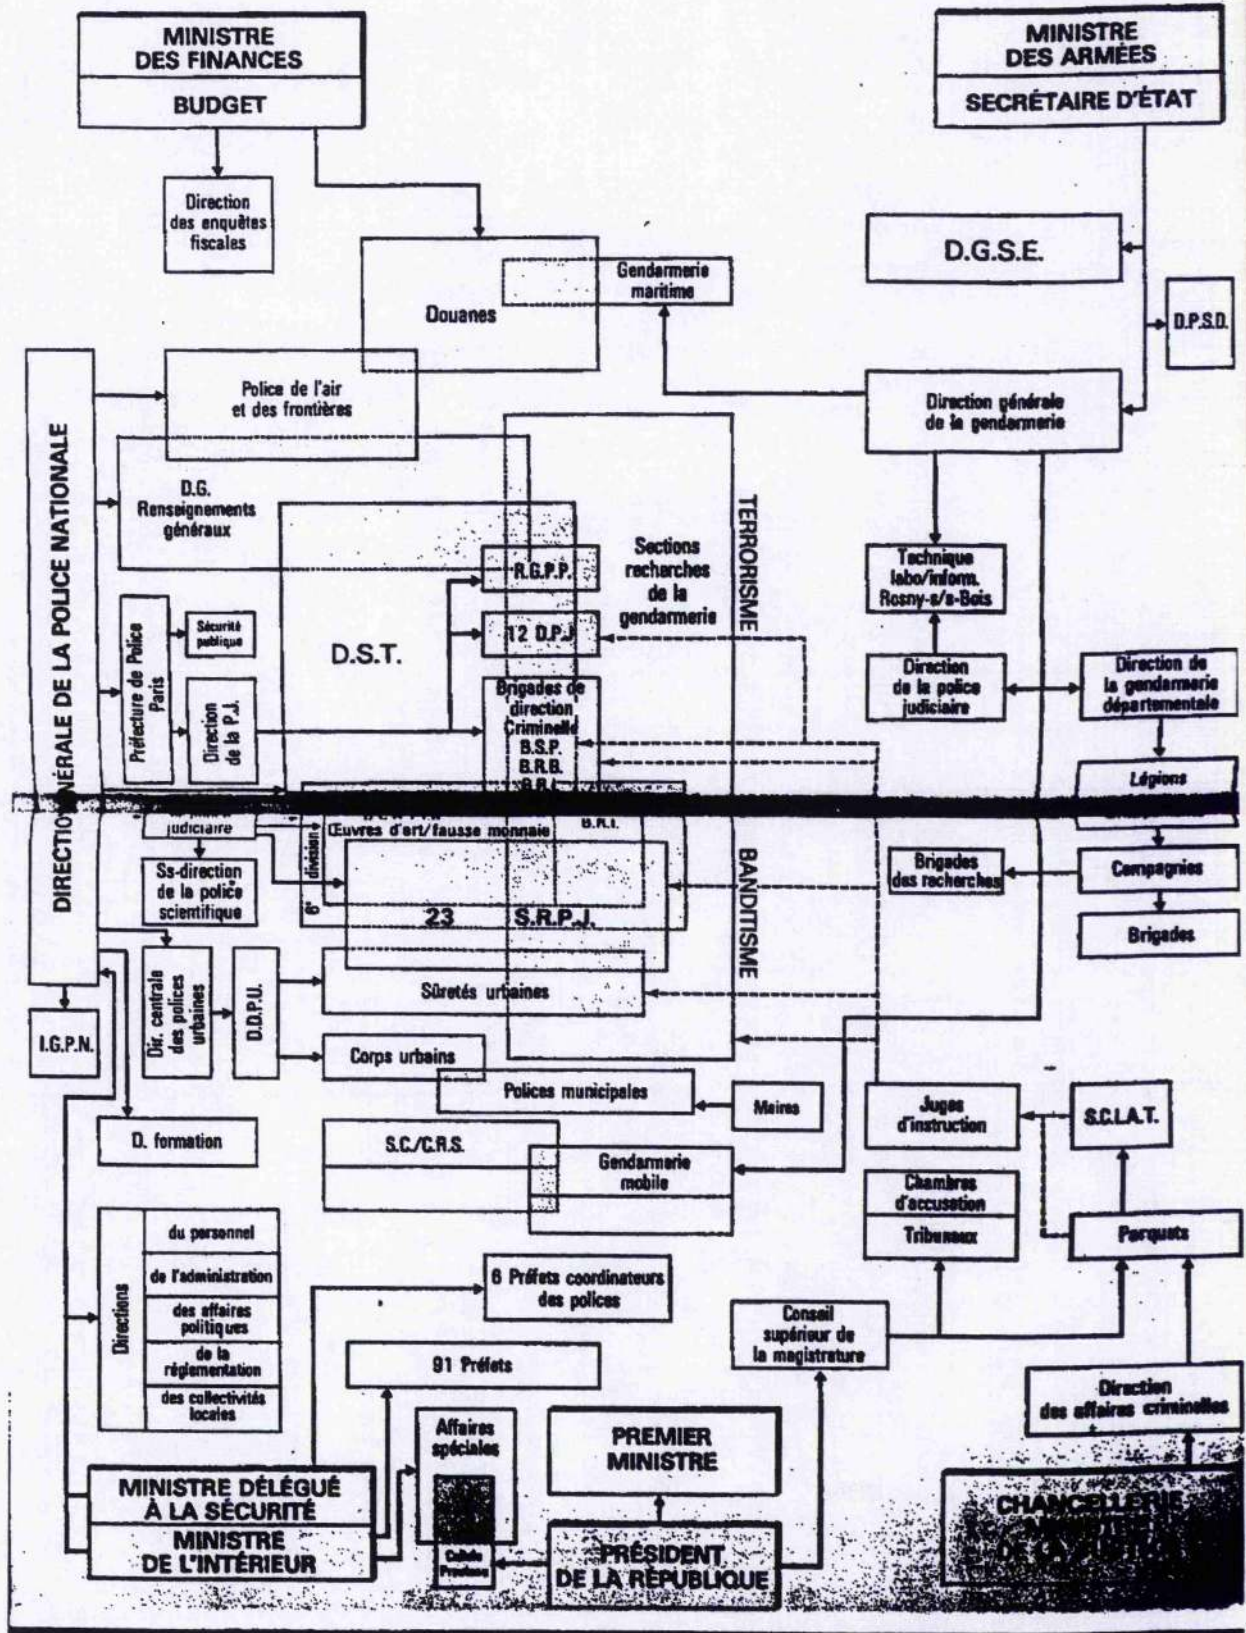 MINISTRE
DES FINANCES
BUDGET
MINISTRE
DES ARMÉES
SECRÉTAIRE D'ÉTAT
Direction
des enquêtes
fiscales
D.G.S.E.
Gendarmerie
maritime
Douanes
D.P.S.D.
Police de l'air
et des frontières
Direction générale
de la gendarmerie
DIRECTION GÉNÉRALE DE LA POLICE NATIONALE
D.G.
Renseignements
généraux
TERRORISME
Sections
recherches
de la
gendarmerie
R.G.P.P.
Technique
labo/inform.
Rosny-s/s-Bois
Préfecture de Police
Paris
Sécurité
publique
12 D.P.J.
D.S.T.
Direction
de la police
judiciaire
Direction de
la gendarmerie
départementale
Direction
de la P.J.
Brigades de
direction
Criminelle
B.S.P.
B.R.B.
B.R.I.
Légions
judiciaire
6e division
Œuvres d'art/fausse monnaie
B.R.I.
BANDITISME
Ss-direction
de la police
scientifique
Brigades
des recherches
Compagnies
23 S.R.P.J.
Brigades
Dir. centrale
des polices
urbaines
D.D.P.U.
Sûretés urbaines
I.G.P.N.
Corps urbains
Polices municipales
Maires
Juges
d'instruction
S.C.L.A.T.
D. formation
S.C./C.R.S.
Gendarmerie
mobile
Chambres
d'accusation
Tribunaux
Parquets
Directions
du personnel
de l'administration
des affaires
politiques
de la
réglementation
des collectivités
locales
6 Préfets coordinateurs
des polices
Conseil
supérieur de
la magistrature
91 Préfets
Direction
des affaires criminelles
Affaires
spéciales
PREMIER
MINISTRE
MINISTRE DÉLÉGUÉ
À LA SÉCURITÉ
MINISTRE
DE L'INTÉRIEUR
Cellule
PRÉSIDENT
DE LA RÉPUBLIQUE
CHANCELLERIE
MINISTRE
DE LA JUSTICE